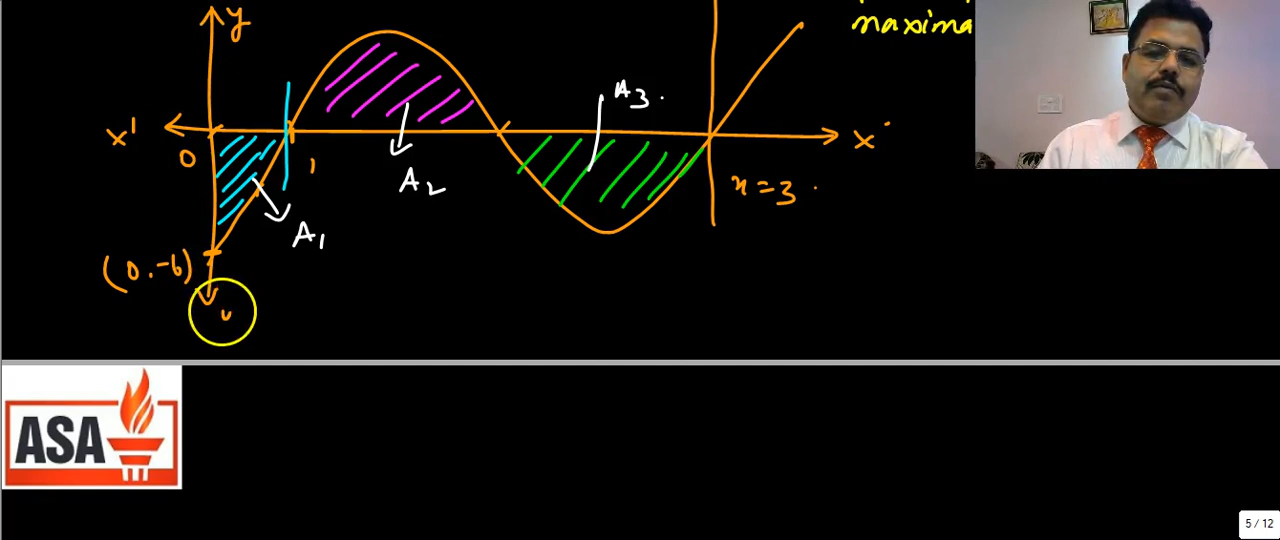 y
maxima
A3.
x'
0
1
x
A2
x=3.
A1
(0,-6)
ASA
5 / 12